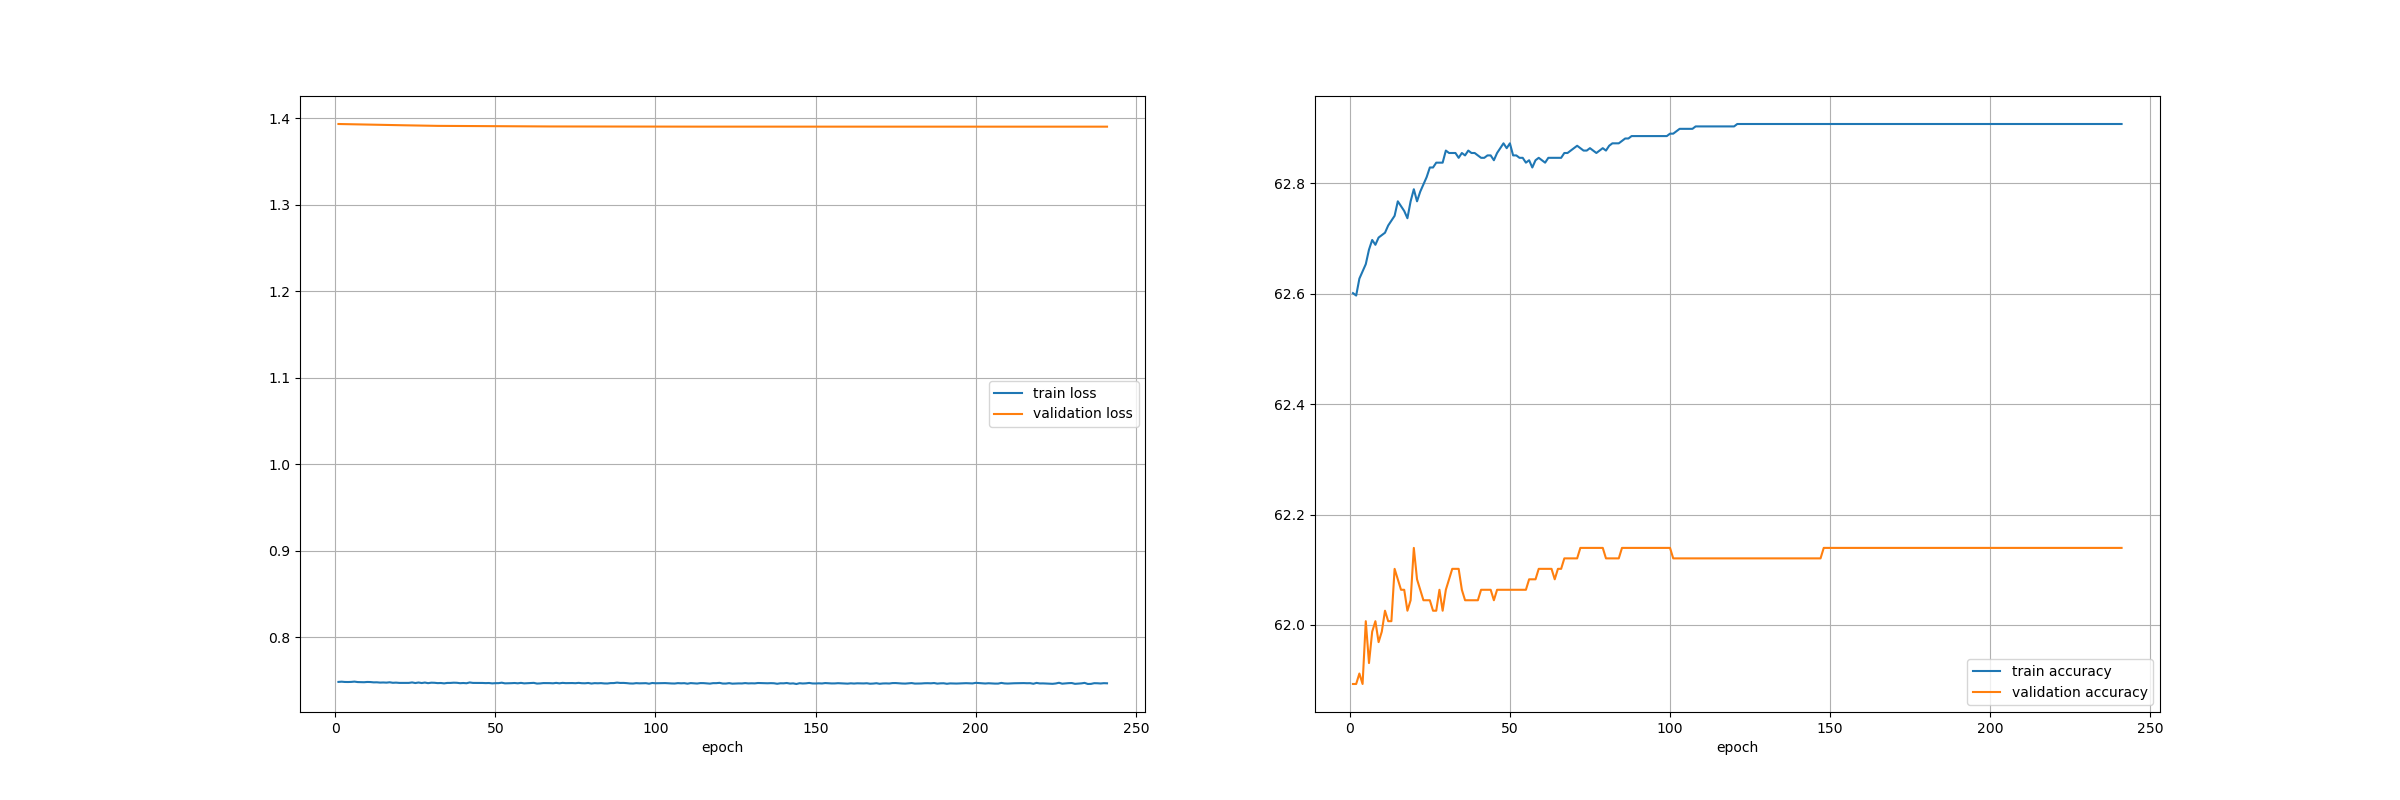 1.4
1.3
1.2
1.1
1.0
0.9
0.8
0 50 100 150 200 250
epoch
train loss
validation loss
62.8
62.6
62.4
62.2
62.0
0 50 100 150 200 250
epoch
train accuracy
validation accuracy